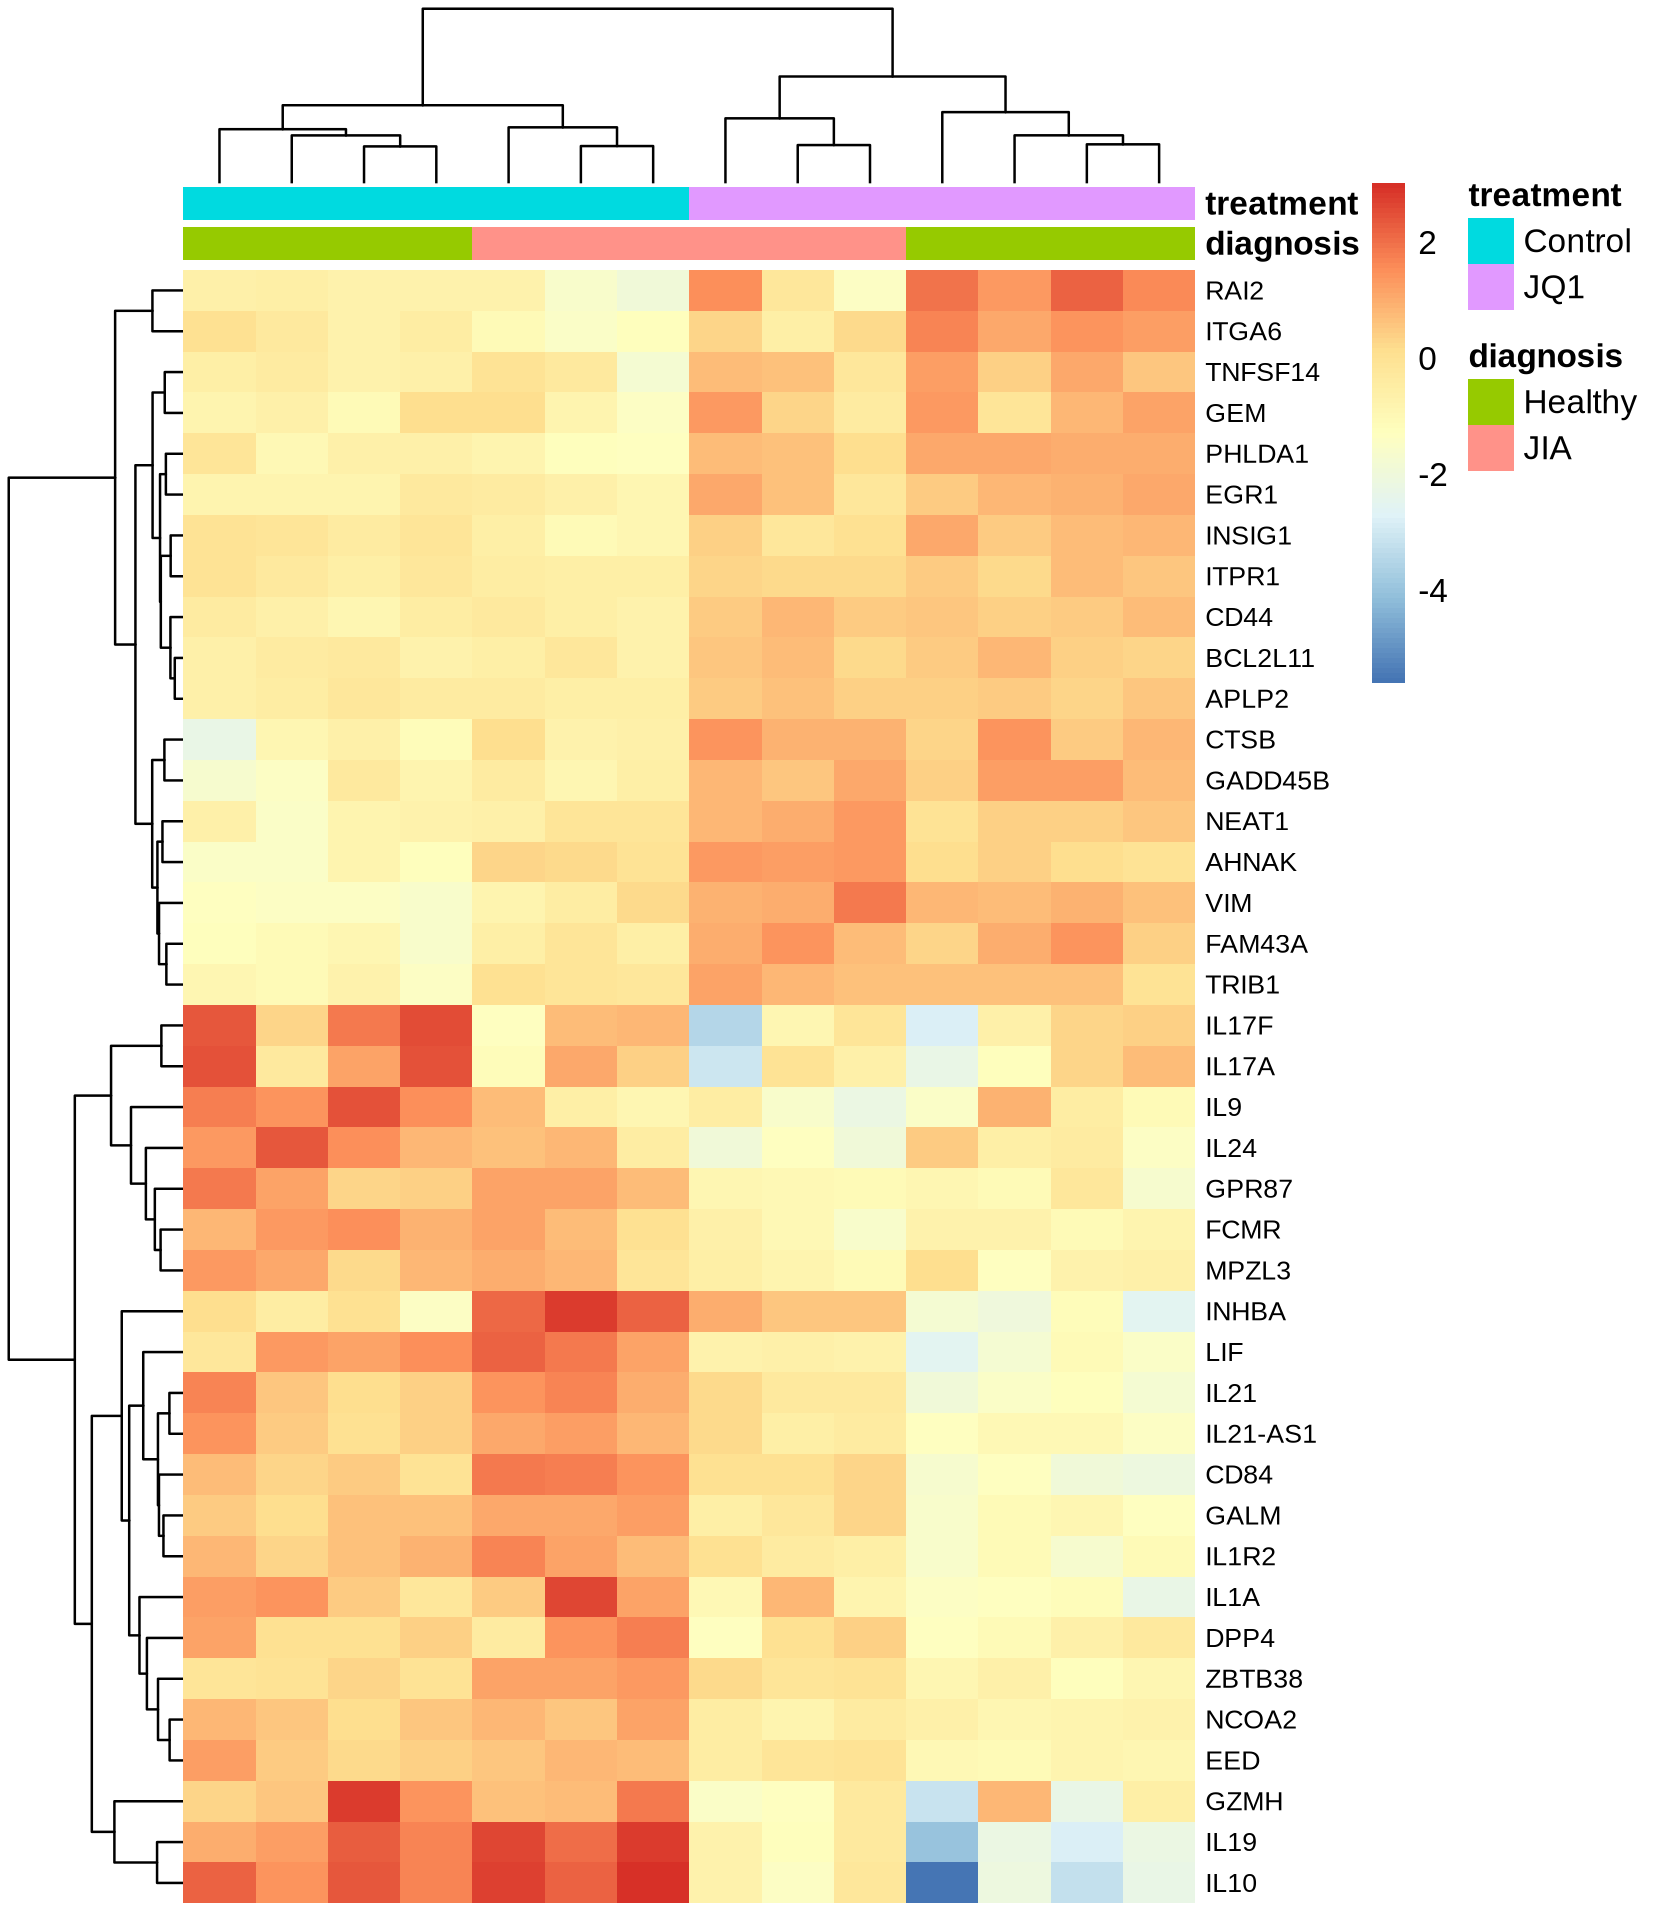 treatment
diagnosis
RAI2
ITGA6
TNFSF14
GEM
PHLDA1
EGR1
INSIG1
ITPR1
CD44
BCL2L11
APLP2
CTSB
GADD45B
NEAT1
AHNAK
VIM
FAM43A
TRIB1
IL17F
IL17A
IL9
IL24
GPR87
FCMR
MPZL3
INHBA
LIF
IL21
IL21-AS1
CD84
GALM
IL1R2
IL1A
DPP4
ZBTB38
NCOA2
EED
GZMH
IL19
IL10
2
0
-2
-4
treatment
Control
JQ1
diagnosis
Healthy
JIA